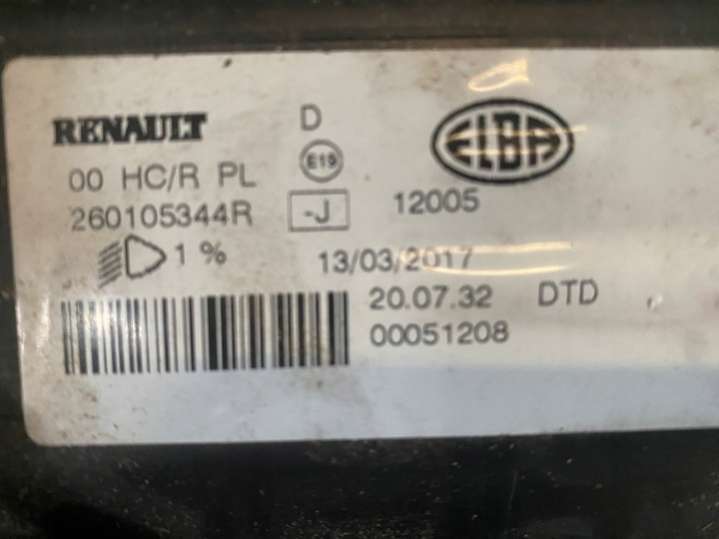 RENAULT D ELBA
00 HC/R PL E19
260105344R -J 12005
1 % 13/03/2017
20.07.32 DTD
00051208